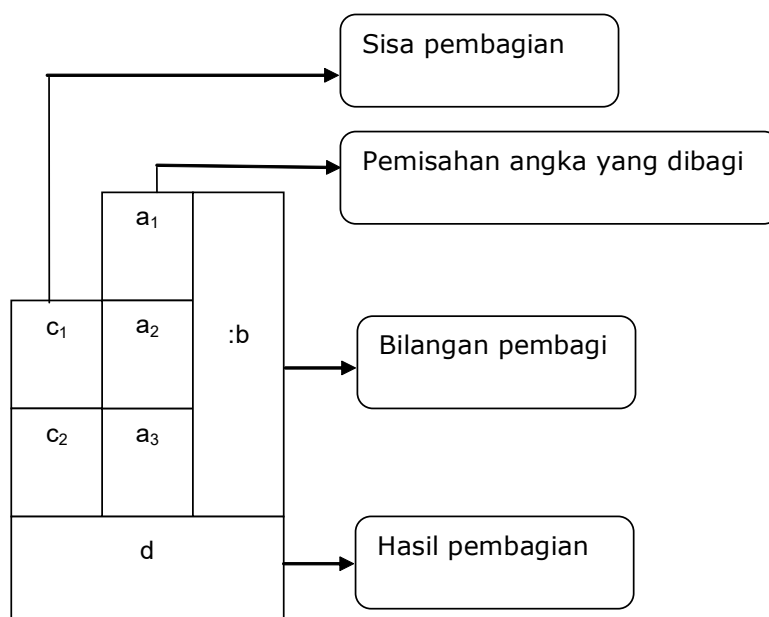 Sisa pembagian
Pemisahan angka yang dibagi
a₁
c₁ a₂ :b
Bilangan pembagi
c₂ a₃
d
Hasil pembagian